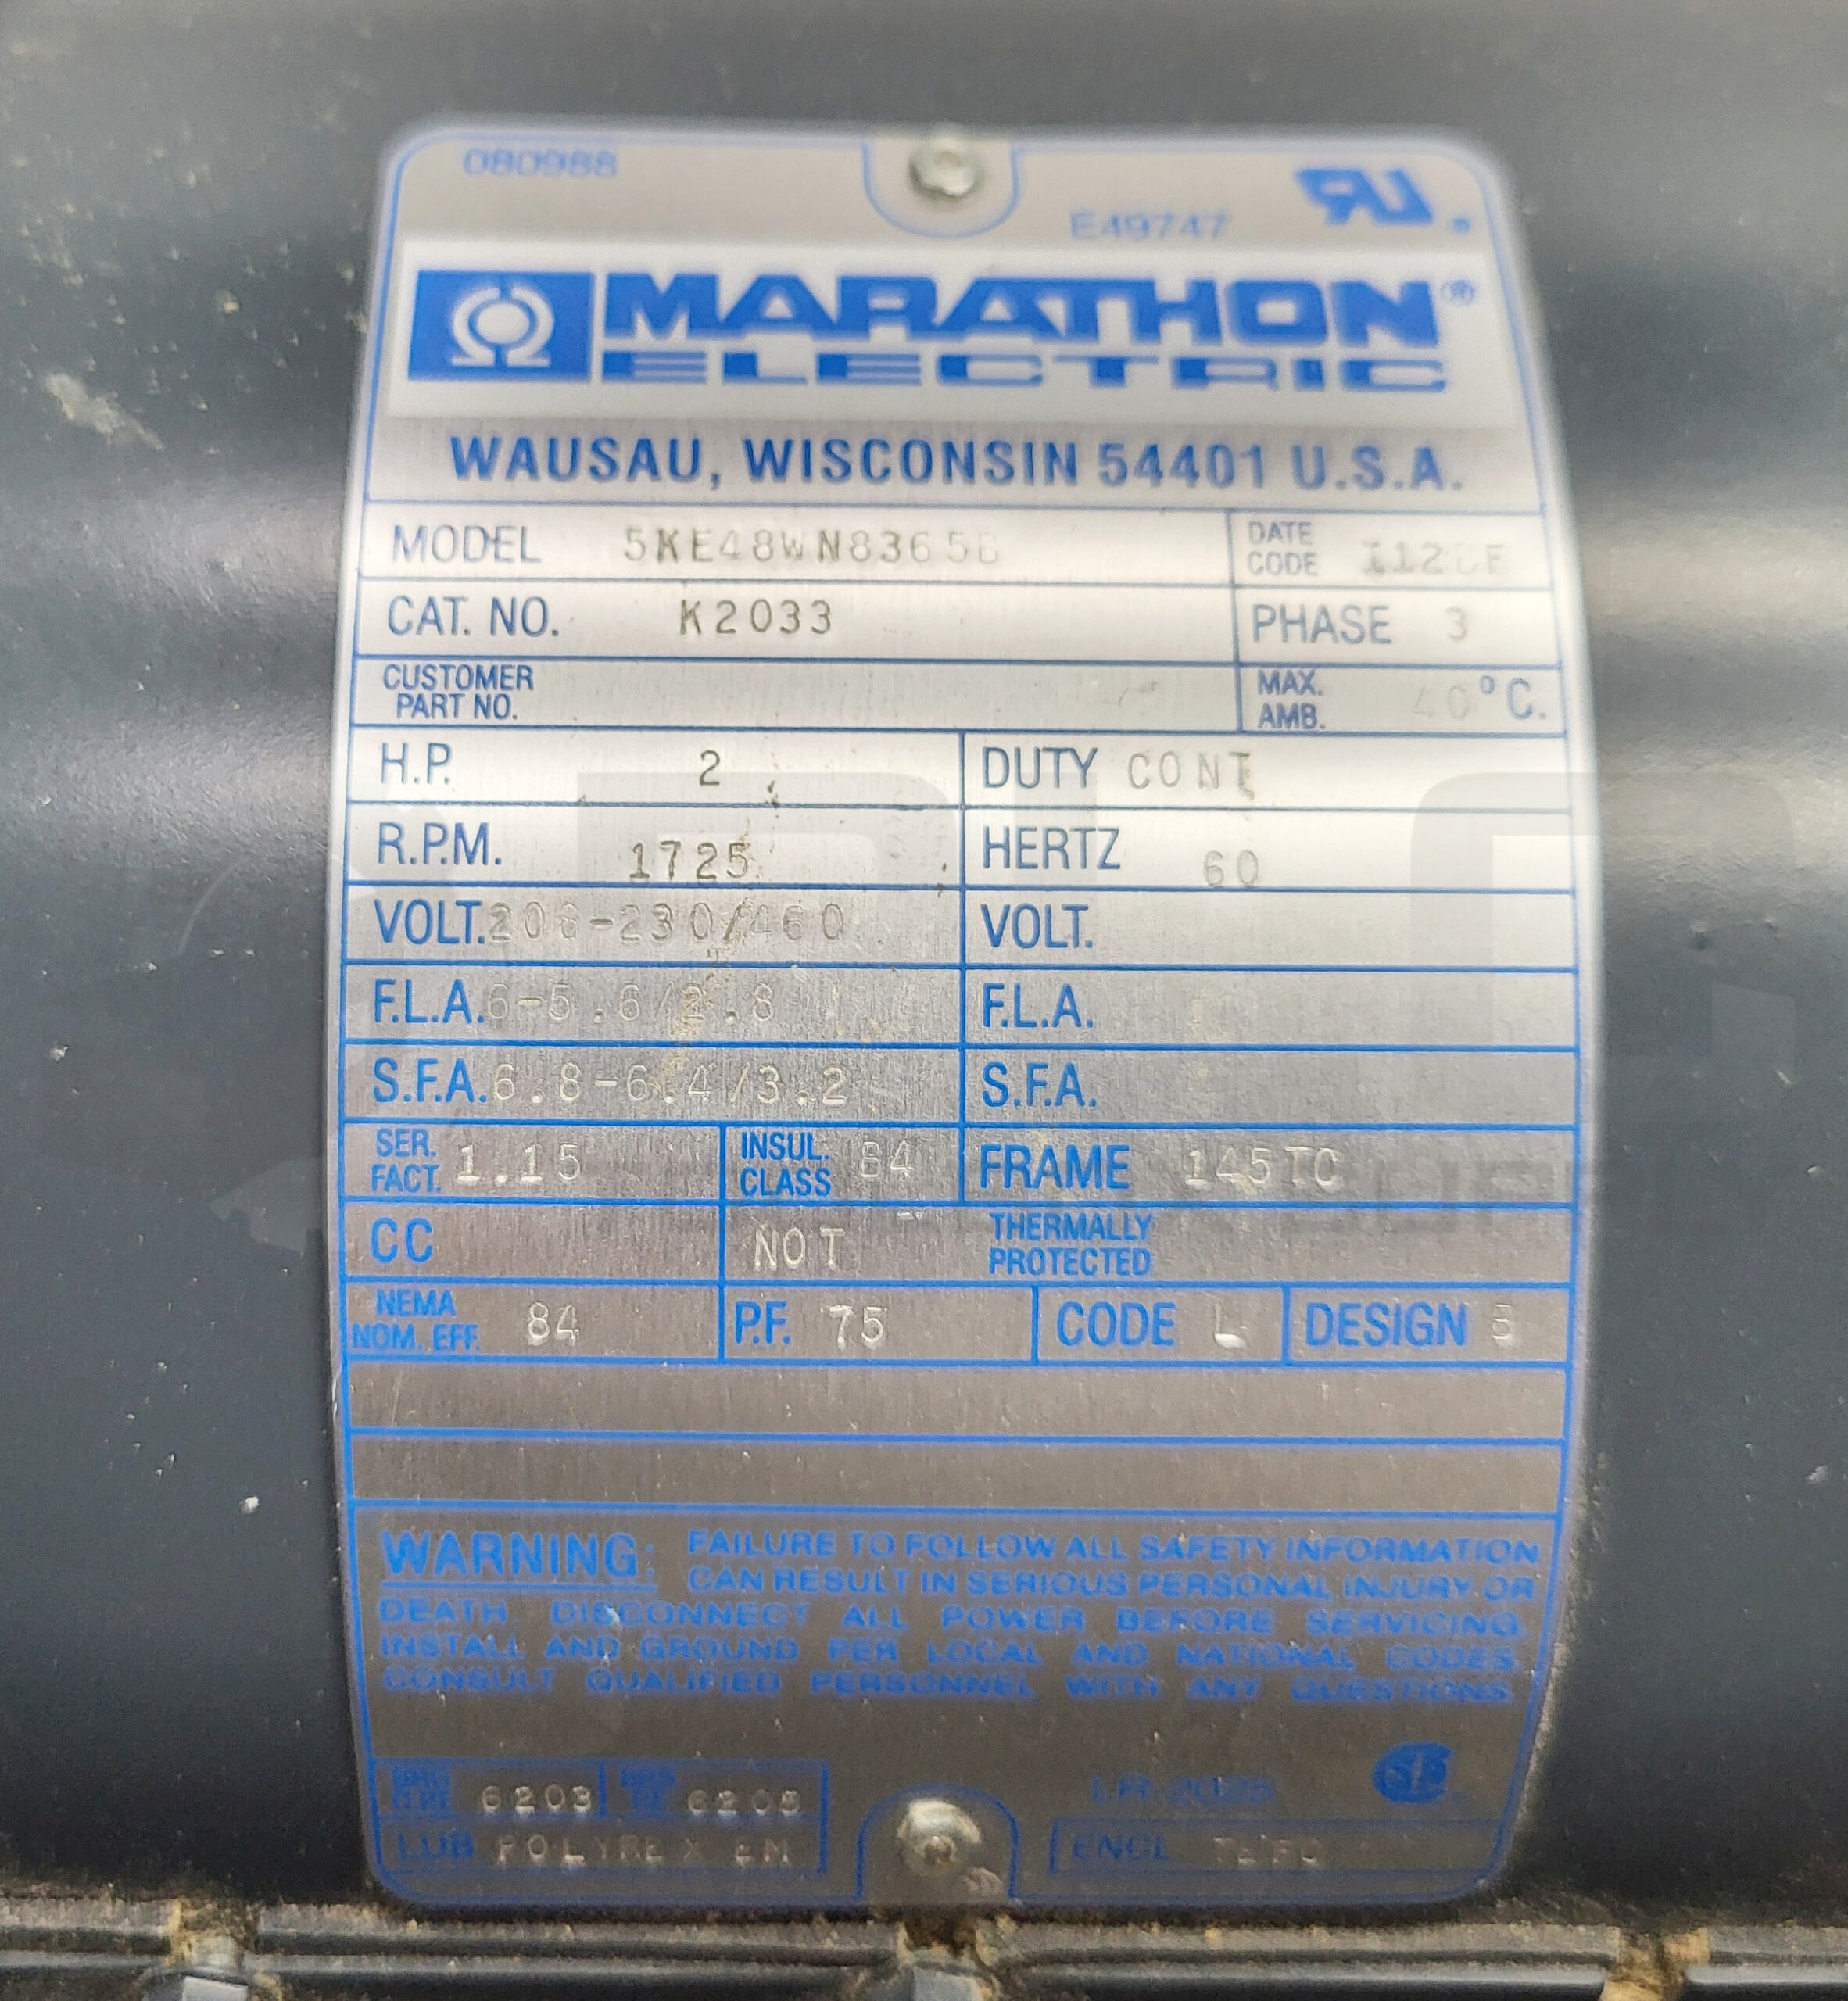 080988
E49747
MARATHON®
ELECTRIC
WAUSAU, WISCONSIN 54401 U.S.A.
MODEL 5KE48WN8365B
DATE CODE
CAT. NO. K2033
PHASE 3
CUSTOMER PART NO.
MAX. AMB. 40°C.
H.P. 2
DUTY CONT
R.P.M. 1725
HERTZ 60
VOLT. 208-230/460
VOLT.
F.L.A. 6-5.6/2.8
F.L.A.
S.F.A. 6.8-6.4/3.2
S.F.A.
SER. FACT. 1.15
INSUL. CLASS B4
FRAME 145TC
CC
NOT THERMALLY PROTECTED
NEMA NOM. EFF. 84
P.F. 75
CODE L
DESIGN B
WARNING: FAILURE TO FOLLOW ALL SAFETY INFORMATION
CAN RESULT IN SERIOUS PERSONAL INJURY OR
DEATH DISCONNECT ALL POWER BEFORE SERVICING.
INSTALL AND GROUND PER LOCAL AND NATIONAL CODES.
CONSULT QUALIFIED PERSONNEL WITH ANY QUESTIONS
6203
6205
LUB POLYREX EM
ENCL TEFC